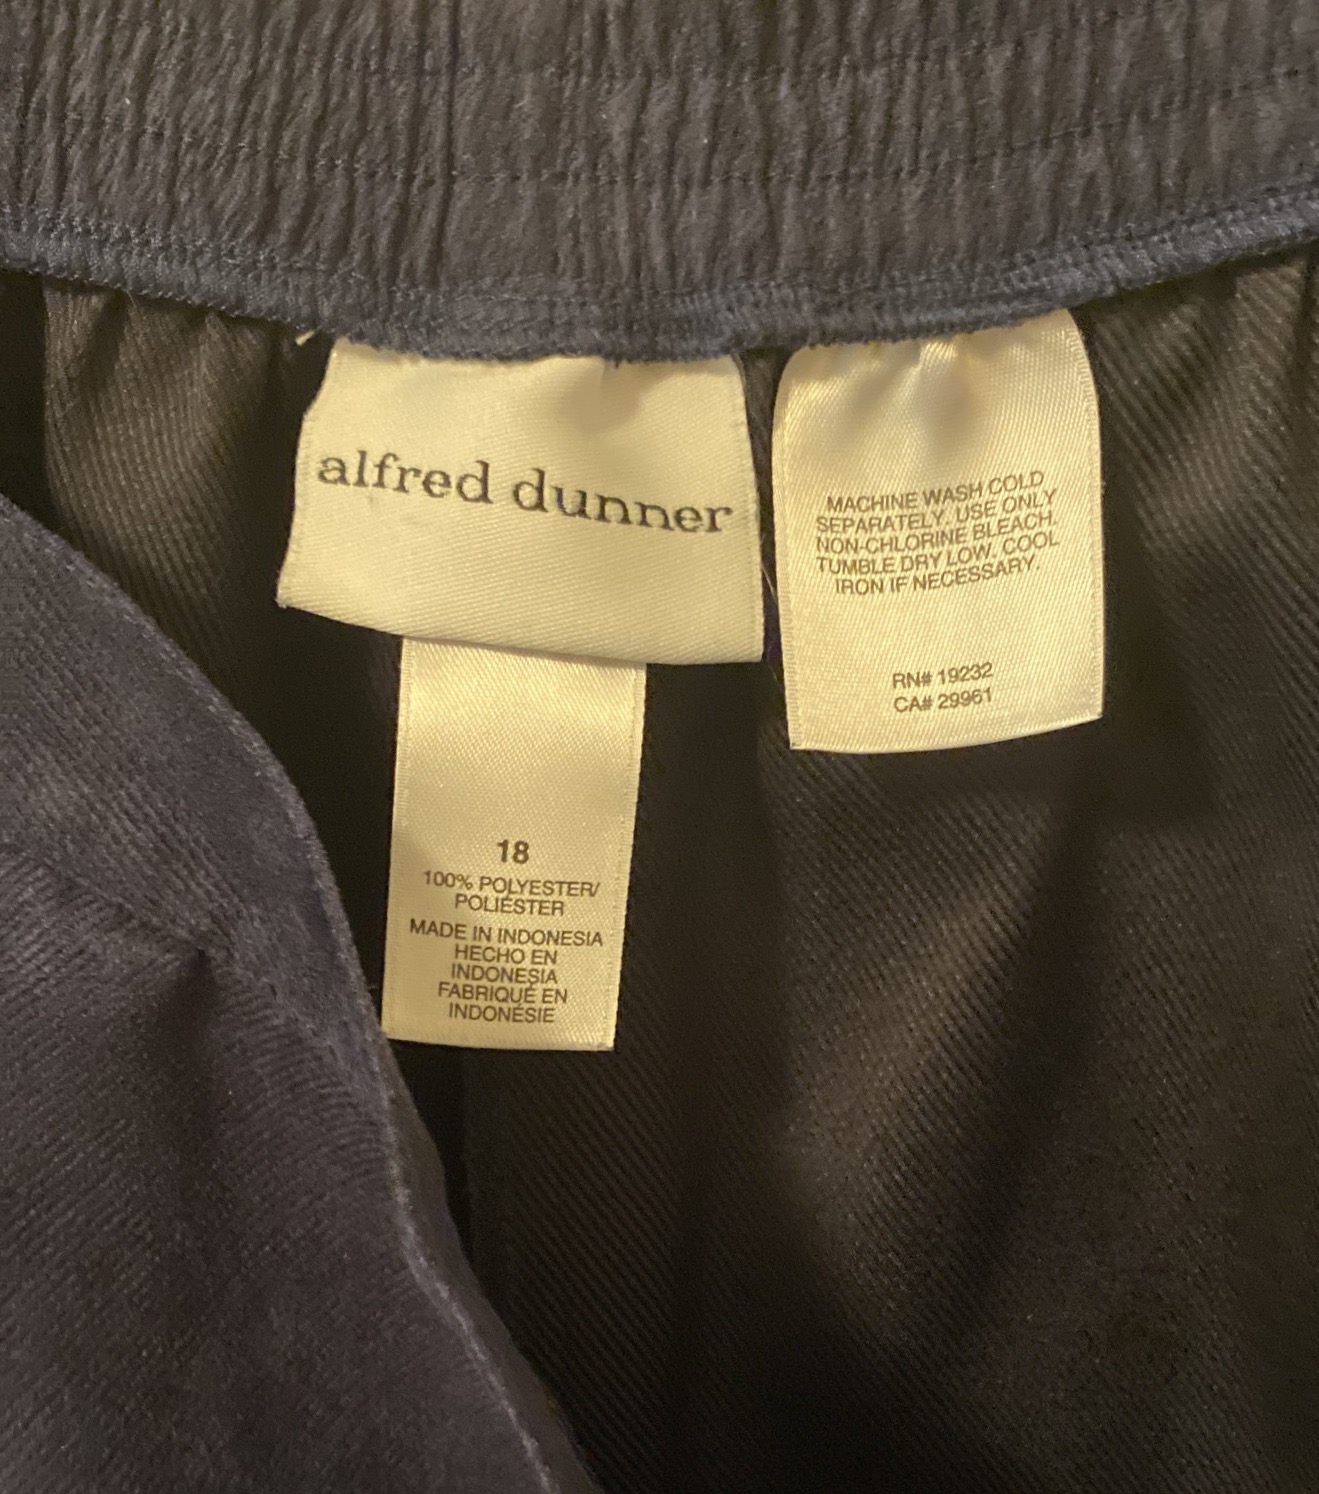 alfred dunner
18
100% POLYESTER/
POLIÉSTER
MADE IN INDONESIA
HECHO EN
INDONESIA
FABRIQUÉ EN
INDONÉSIE
MACHINE WASH COLD
SEPARATELY. USE ONLY
NON-CHLORINE BLEACH.
TUMBLE DRY LOW. COOL
IRON IF NECESSARY.
RN# 19232
CA# 29961